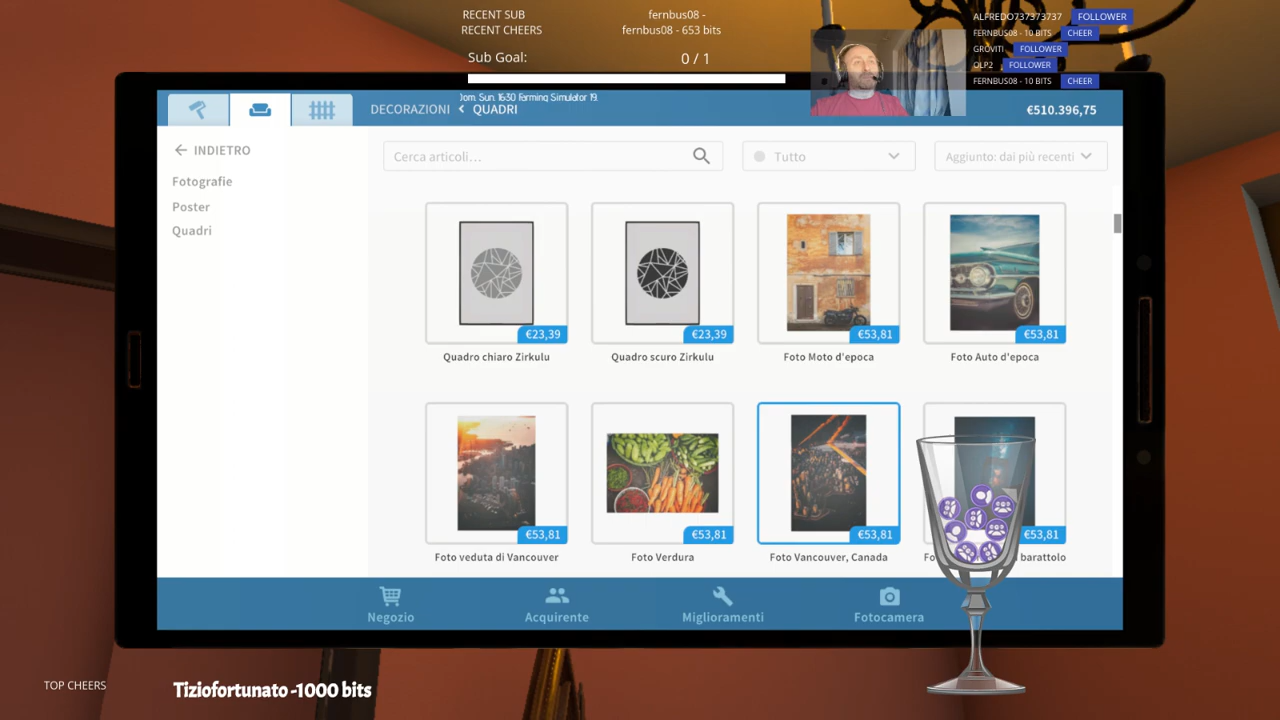 RECENT SUB
fernbus08 -
RECENT CHEERS
fernbus08 - 653 bits
Sub Goal:
0 / 1
ALFREDO737373737 FOLLOWER
FERNBUS08 - 10 BITS CHEER
GROVITI FOLLOWER
OLP2 FOLLOWER
FERNBUS08 - 10 BITS CHEER
Dom. Sun. 16:30 Farming Simulator 19.
DECORAZIONI < QUADRI
€510.396,75
INDIETRO
Fotografie
Poster
Quadri
Cerca articoli...
Tutto
Aggiunto: dai più recenti
€23,39
€23,39
€53,81
€53,81
Quadro chiaro Zirkulu
Quadro scuro Zirkulu
Foto Moto d'epoca
Foto Auto d'epoca
€53,81
€53,81
€53,81
€53,81
Foto veduta di Vancouver
Foto Verdura
Foto Vancouver, Canada
barattolo
Negozio
Acquirente
Miglioramenti
Fotocamera
TOP CHEERS
Tiziofortunato -1000 bits